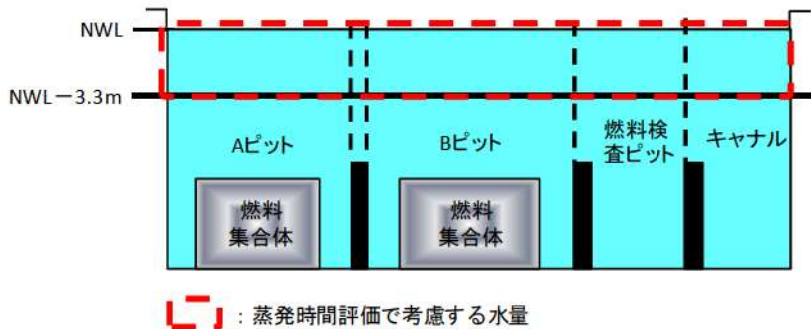 NWL
NWL－3.3m
Aピット
Bピット
燃料検
査ピット
キャナル
燃料
集合体
燃料
集合体
：蒸発時間評価で考慮する水量